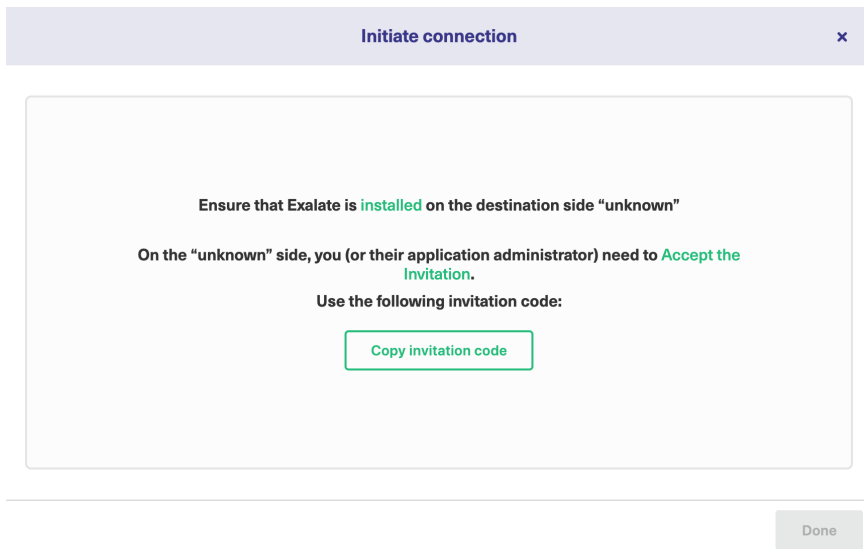 Initiate connection
×
Ensure that Exalate is installed on the destination side “unknown”
On the “unknown” side, you (or their application administrator) need to Accept the
Invitation.
Use the following invitation code:
Copy invitation code
Done